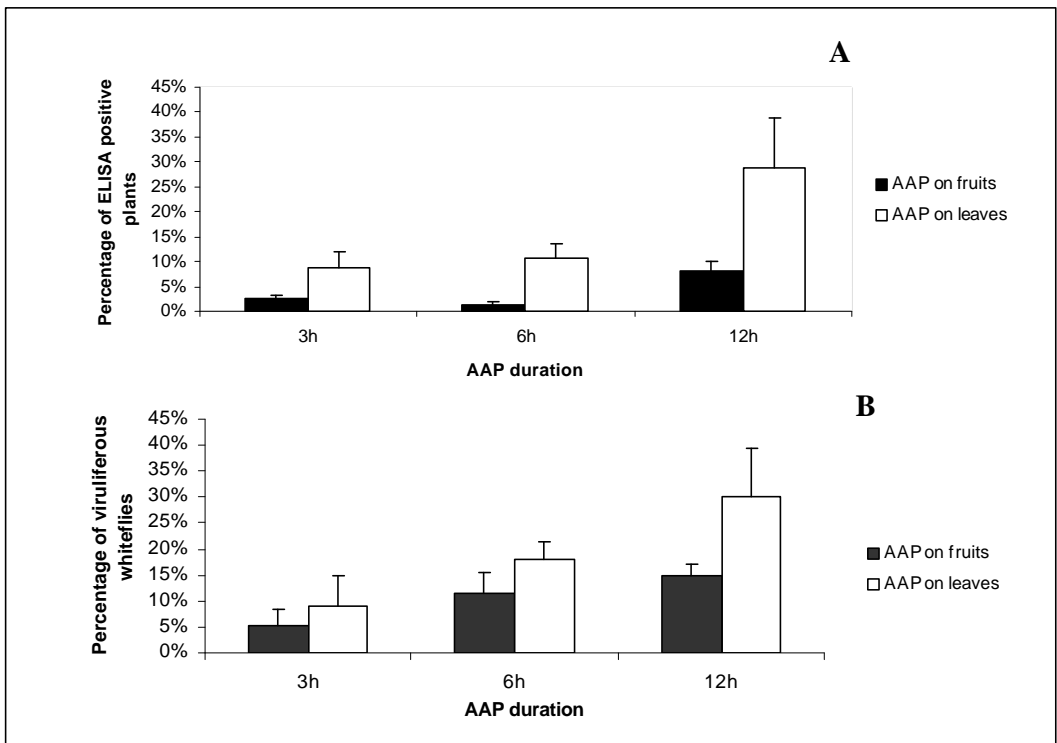 A
Percentage of ELISA positive
plants
45%
40%
35%
30%
25%
20%
15%
10%
5%
0%
3h
6h
12h
AAP duration
AAP on fruits
AAP on leaves
B
Percentage of viruliferous
whiteflies
45%
40%
35%
30%
25%
20%
15%
10%
5%
0%
3h
6h
12h
AAP duration
AAP on fruits
AAP on leaves